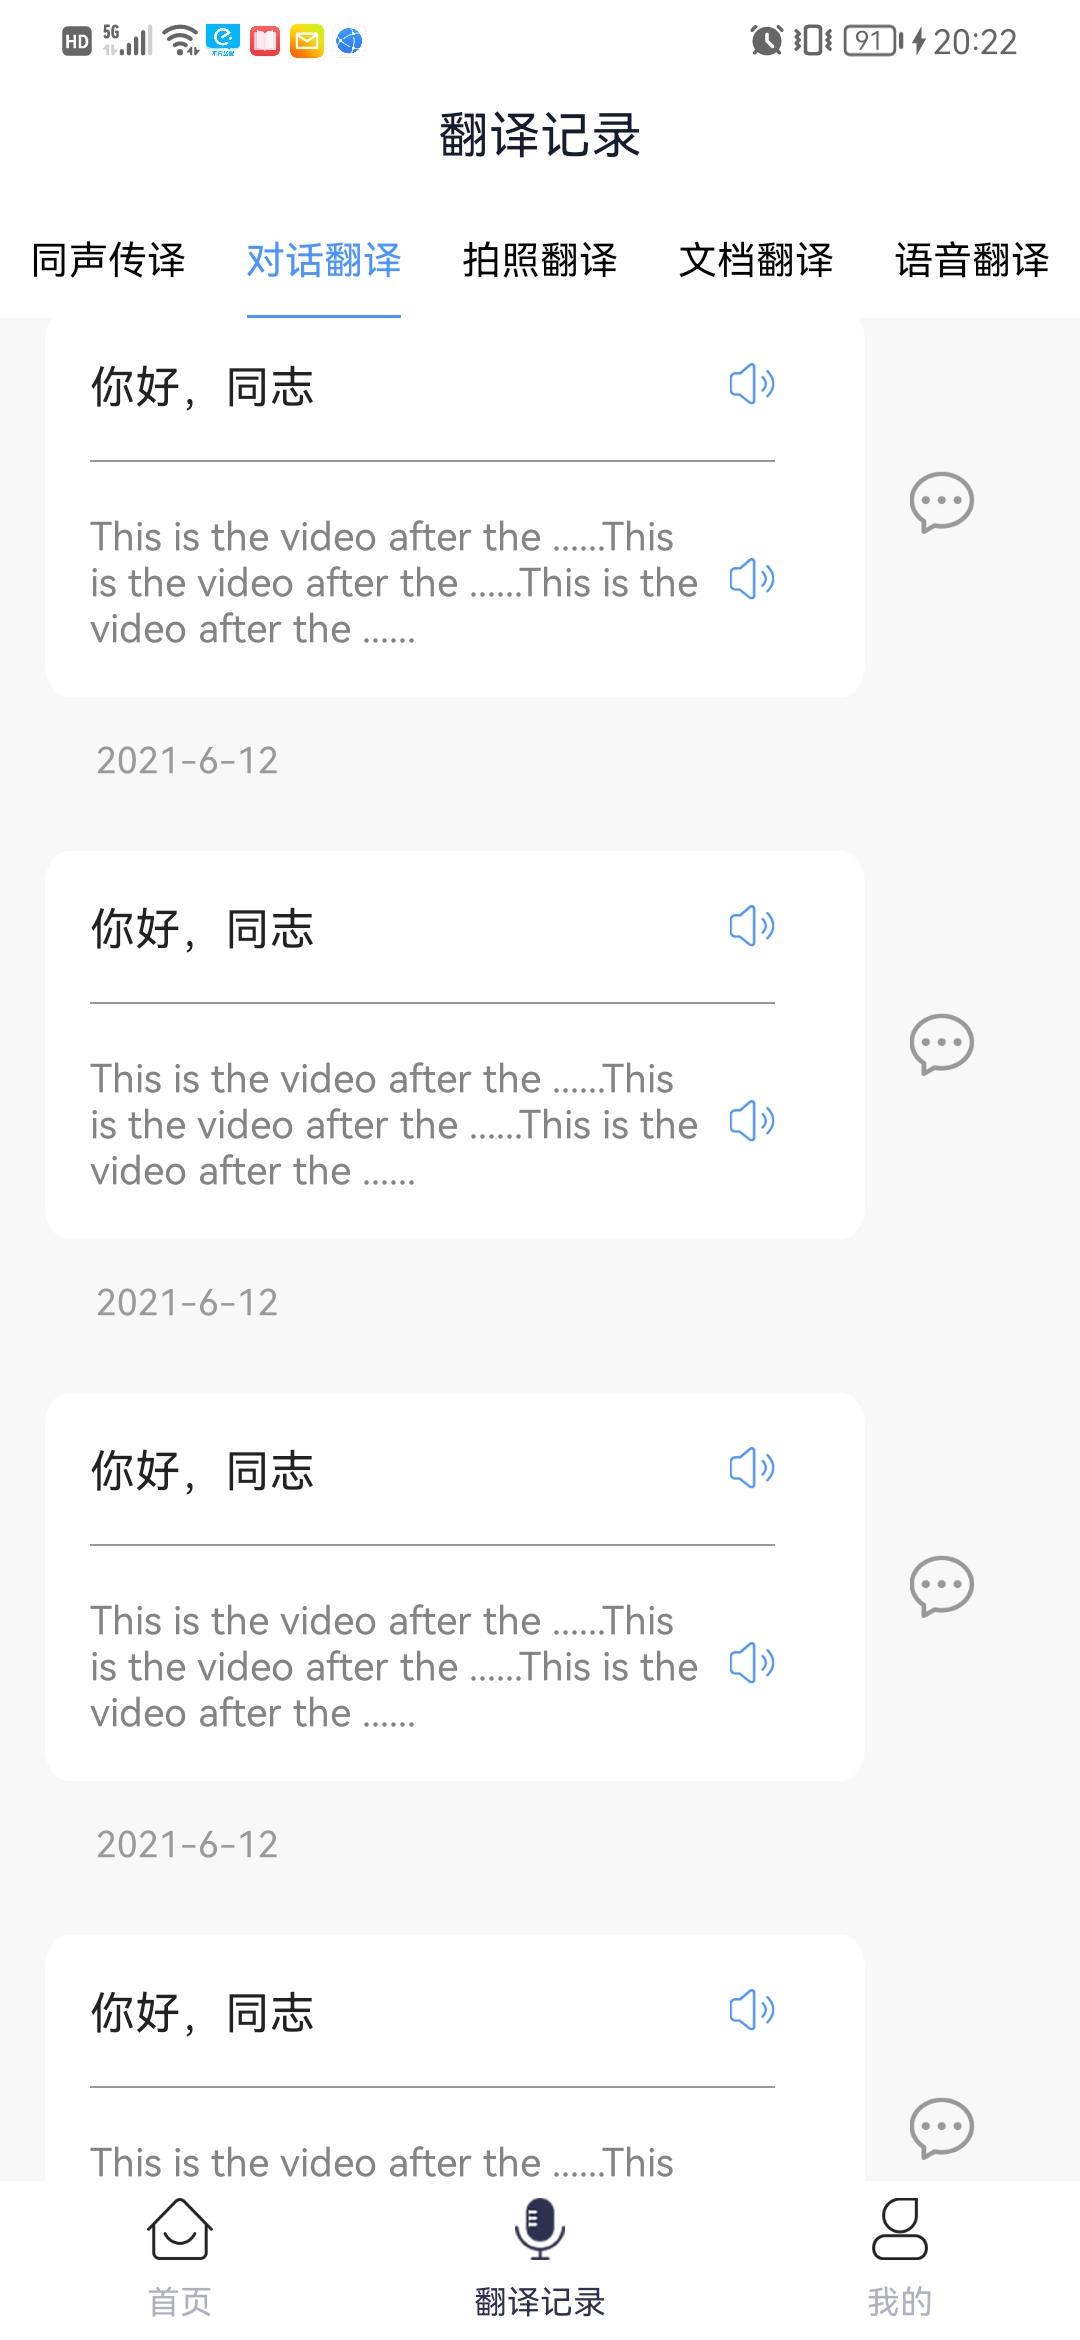 HD 5G 91 20:22
翻译记录
同声传译 对话翻译 拍照翻译 文档翻译 语音翻译
你好，同志
This is the video after the ......This
is the video after the ......This is the
video after the ......
2021-6-12
你好，同志
This is the video after the ......This
is the video after the ......This is the
video after the ......
2021-6-12
你好，同志
This is the video after the ......This
is the video after the ......This is the
video after the ......
2021-6-12
你好，同志
This is the video after the ......This
首页 翻译记录 我的